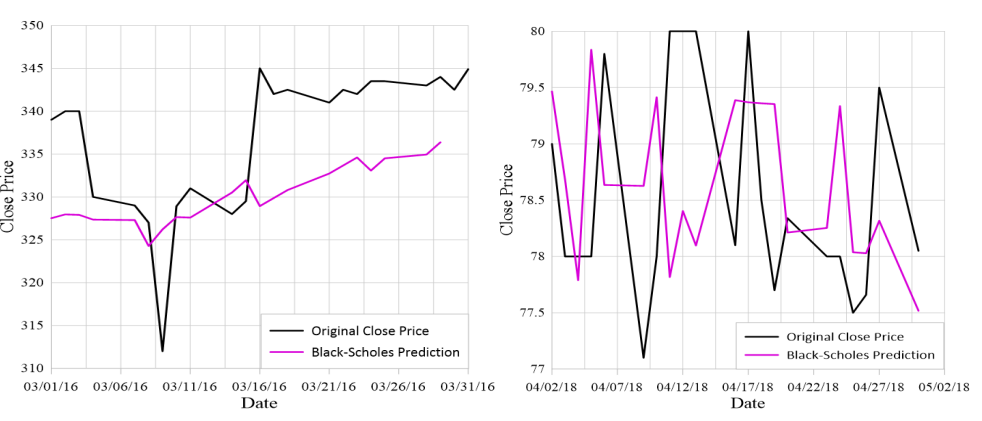 350
345
340
335
330
325
320
315
310
Close Price
Original Close Price
Black-Scholes Prediction
03/01/16 03/06/16 03/11/16 03/16/16 03/21/16 03/26/16 03/31/16
Date
80
79.5
79
78.5
78
77.5
77
Close Price
Original Close Price
Black-Scholes Prediction
04/02/18 04/07/18 04/12/18 04/17/18 04/22/18 04/27/18 05/02/18
Date